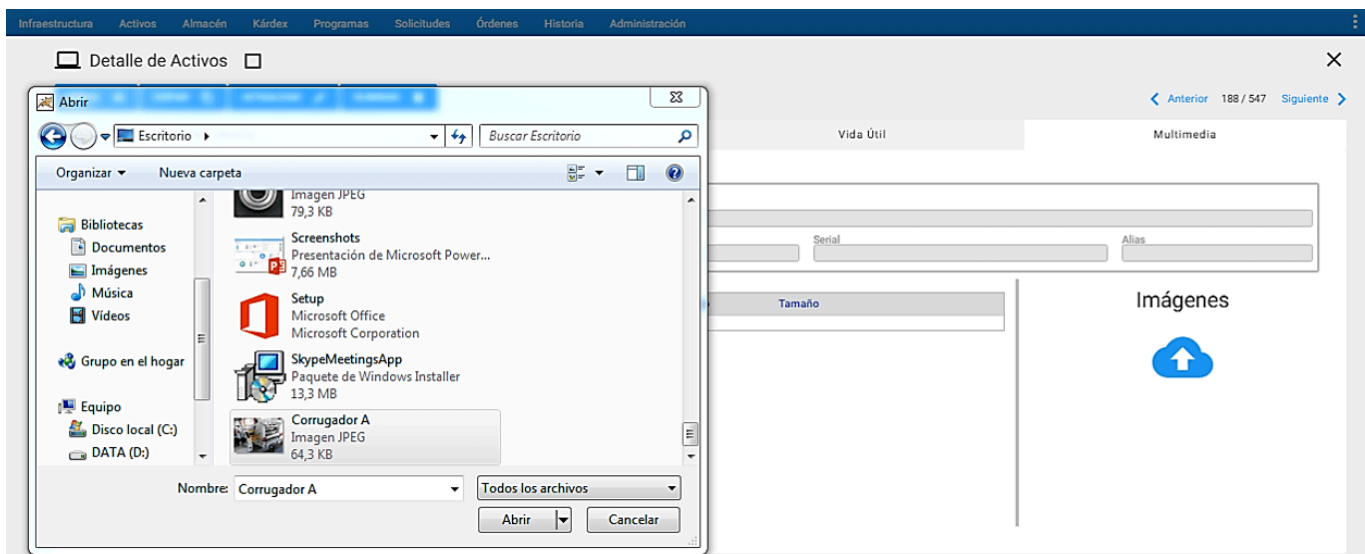 Infraestructura Activos Almacén Kárdex Programas Solicitudes Órdenes Historia Administración
Detalle de Activos
Anterior 188 / 547 Siguiente
Vida Útil Multimedia
Serial Alias
Tamaño
Imágenes
Abrir
Escritorio Buscar Escritorio
Organizar Nueva carpeta
Bibliotecas
Documentos
Imágenes
Música
Vídeos
Grupo en el hogar
Equipo
Disco local (C:)
DATA (D:)
Imagen JPEG
79,3 KB
Screenshots
Presentación de Microsoft Power...
7,66 MB
Setup
Microsoft Office
Microsoft Corporation
SkypeMeetingsApp
Paquete de Windows Installer
13,3 MB
Corrugador A
Imagen JPEG
64,3 KB
Nombre: Corrugador A Todos los archivos
Abrir Cancelar